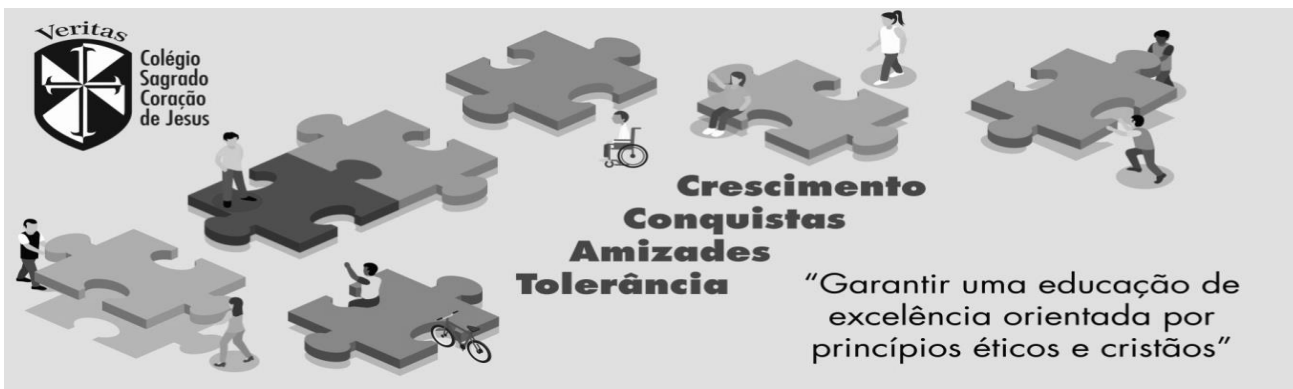 Veritas
Colégio
Sagrado
Coração
de Jesus
Crescimento
Conquistas
Amizades
Tolerância
“Garantir uma educação de
excelência orientada por
princípios éticos e cristãos”